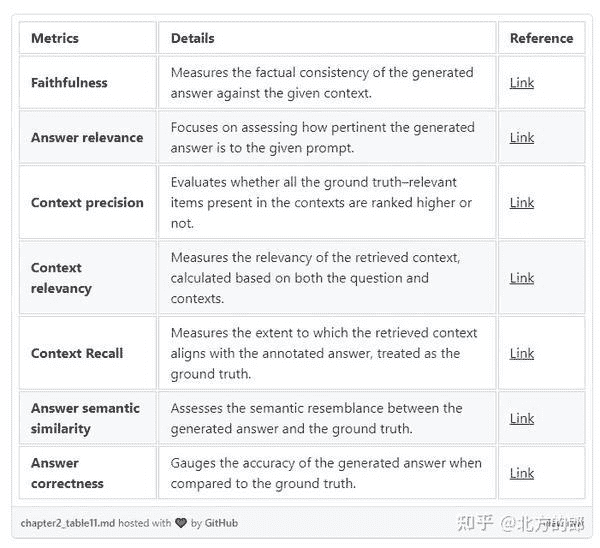 Metrics Details Reference
Faithfulness Measures the factual consistency of the generated answer against the given context. Link
Answer relevance Focuses on assessing how pertinent the generated answer is to the given prompt. Link
Context precision Evaluates whether all the ground truth–relevant items present in the contexts are ranked higher or not. Link
Context relevancy Measures the relevancy of the retrieved context, calculated based on both the question and contexts. Link
Context Recall Measures the extent to which the retrieved context aligns with the annotated answer, treated as the ground truth. Link
Answer semantic similarity Assesses the semantic resemblance between the generated answer and the ground truth. Link
Answer correctness Gauges the accuracy of the generated answer when compared to the ground truth. Link
chapter2_table11.md hosted with ❤ by GitHub
知乎 @北方的郎